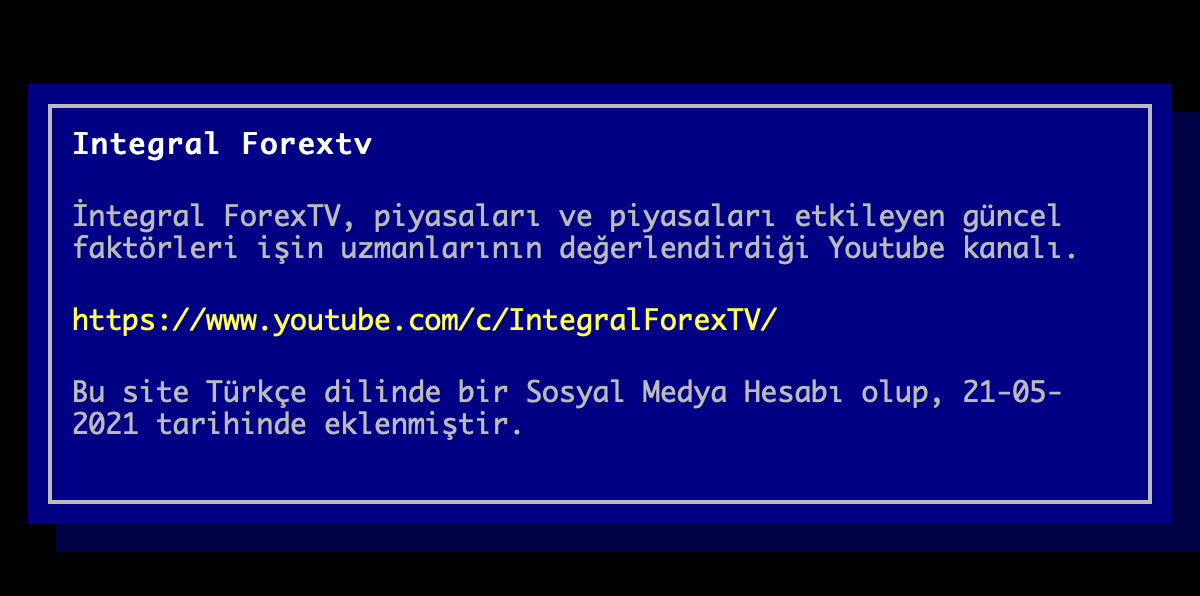 Integral Forextv
İntegral ForexTV, piyasaları ve piyasaları etkileyen güncel
faktörleri işin uzmanlarının değerlendirdiği Youtube kanalı.
https://www.youtube.com/c/IntegralForexTV/
Bu site Türkçe dilinde bir Sosyal Medya Hesabı olup, 21-05-
2021 tarihinde eklenmiştir.